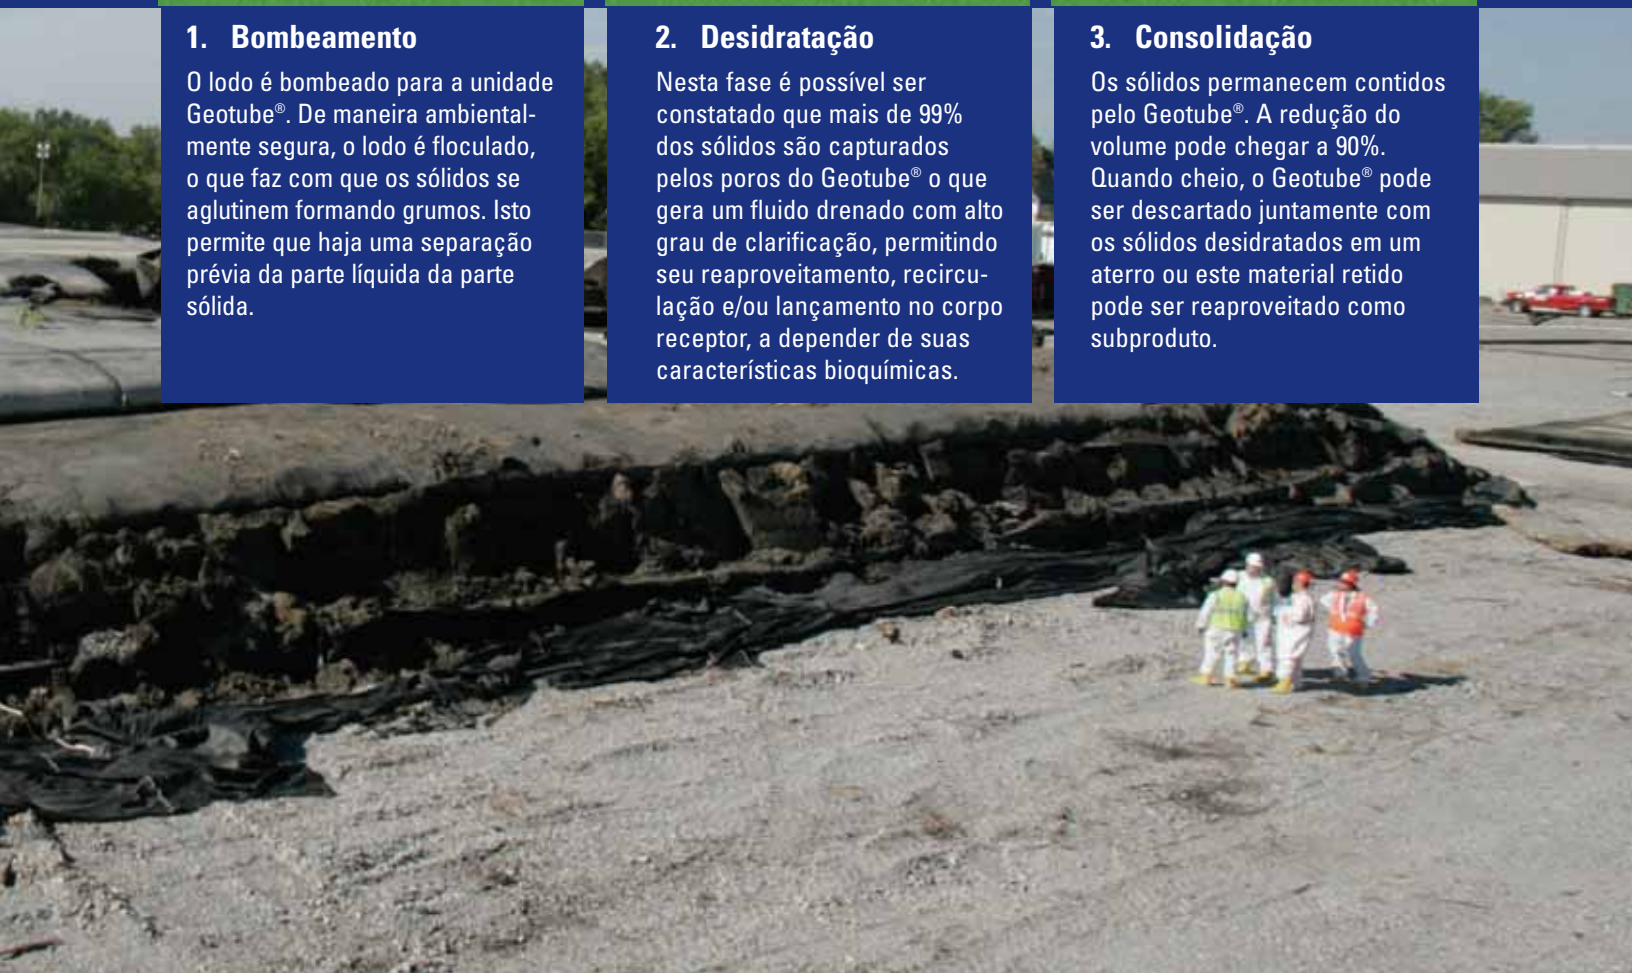 1. Bombeamento
O lodo é bombeado para a unidade
Geotube®. De maneira ambiental-
mente segura, o lodo é floculado,
o que faz com que os sólidos se
aglutinem formando grumos. Isto
permite que haja uma separação
prévia da parte líquida da parte
sólida.
2. Desidratação
Nesta fase é possível ser
constatado que mais de 99%
dos sólidos são capturados
pelos poros do Geotube® o que
gera um fluido drenado com alto
grau de clarificação, permitindo
seu reaproveitamento, recircu-
lação e/ou lançamento no corpo
receptor, a depender de suas
características bioquímicas.
3. Consolidação
Os sólidos permanecem contidos
pelo Geotube®. A redução do
volume pode chegar a 90%.
Quando cheio, o Geotube® pode
ser descartado juntamente com
os sólidos desidratados em um
aterro ou este material retido
pode ser reaproveitado como
subproduto.